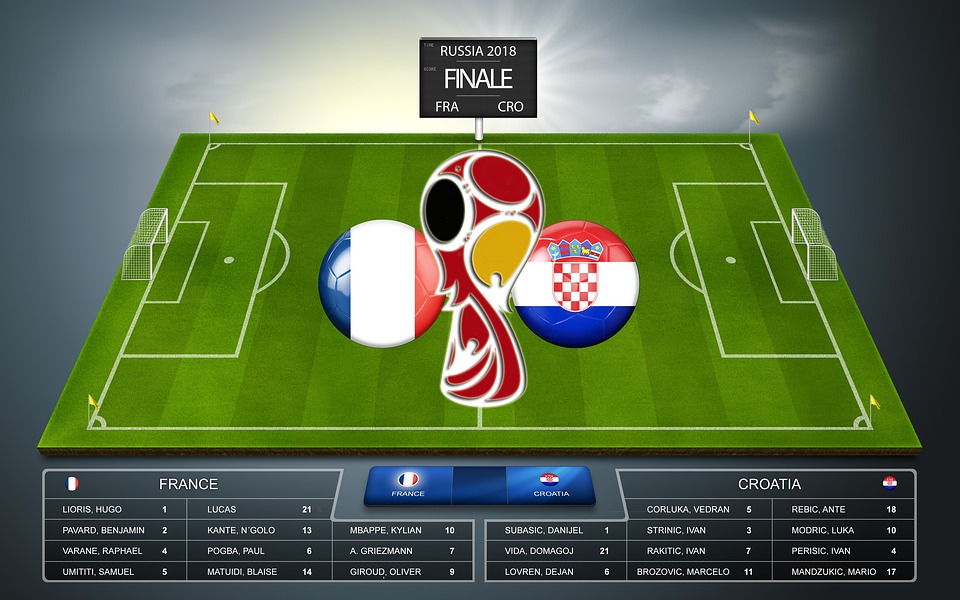 TIME
RUSSIA 2018
SCORE
FINALE
FRA CRO
FRANCE
LIORIS, HUGO 1 LUCAS 21
PAVARD, BENJAMIN 2 KANTE, N´GOLO 13 MBAPPE, KYLIAN 10
VARANE, RAPHAEL 4 POGBA, PAUL 6 A. GRIEZMANN 7
UMITITI, SAMUEL 5 MATUIDI, BLAISE 14 GIROUD, OLIVER 9
FRANCE CROATIA
CROATIA
CORLUKA, VEDRAN 5 REBIC, ANTE 18
SUBASIC, DANIJEL 1 STRINIC, IVAN 3 MODRIC, LUKA 10
VIDA, DOMAGOJ 21 RAKITIC, IVAN 7 PERISIC, IVAN 4
LOVREN, DEJAN 6 BROZOVIC, MARCELO 11 MANDZUKIC, MARIO 17